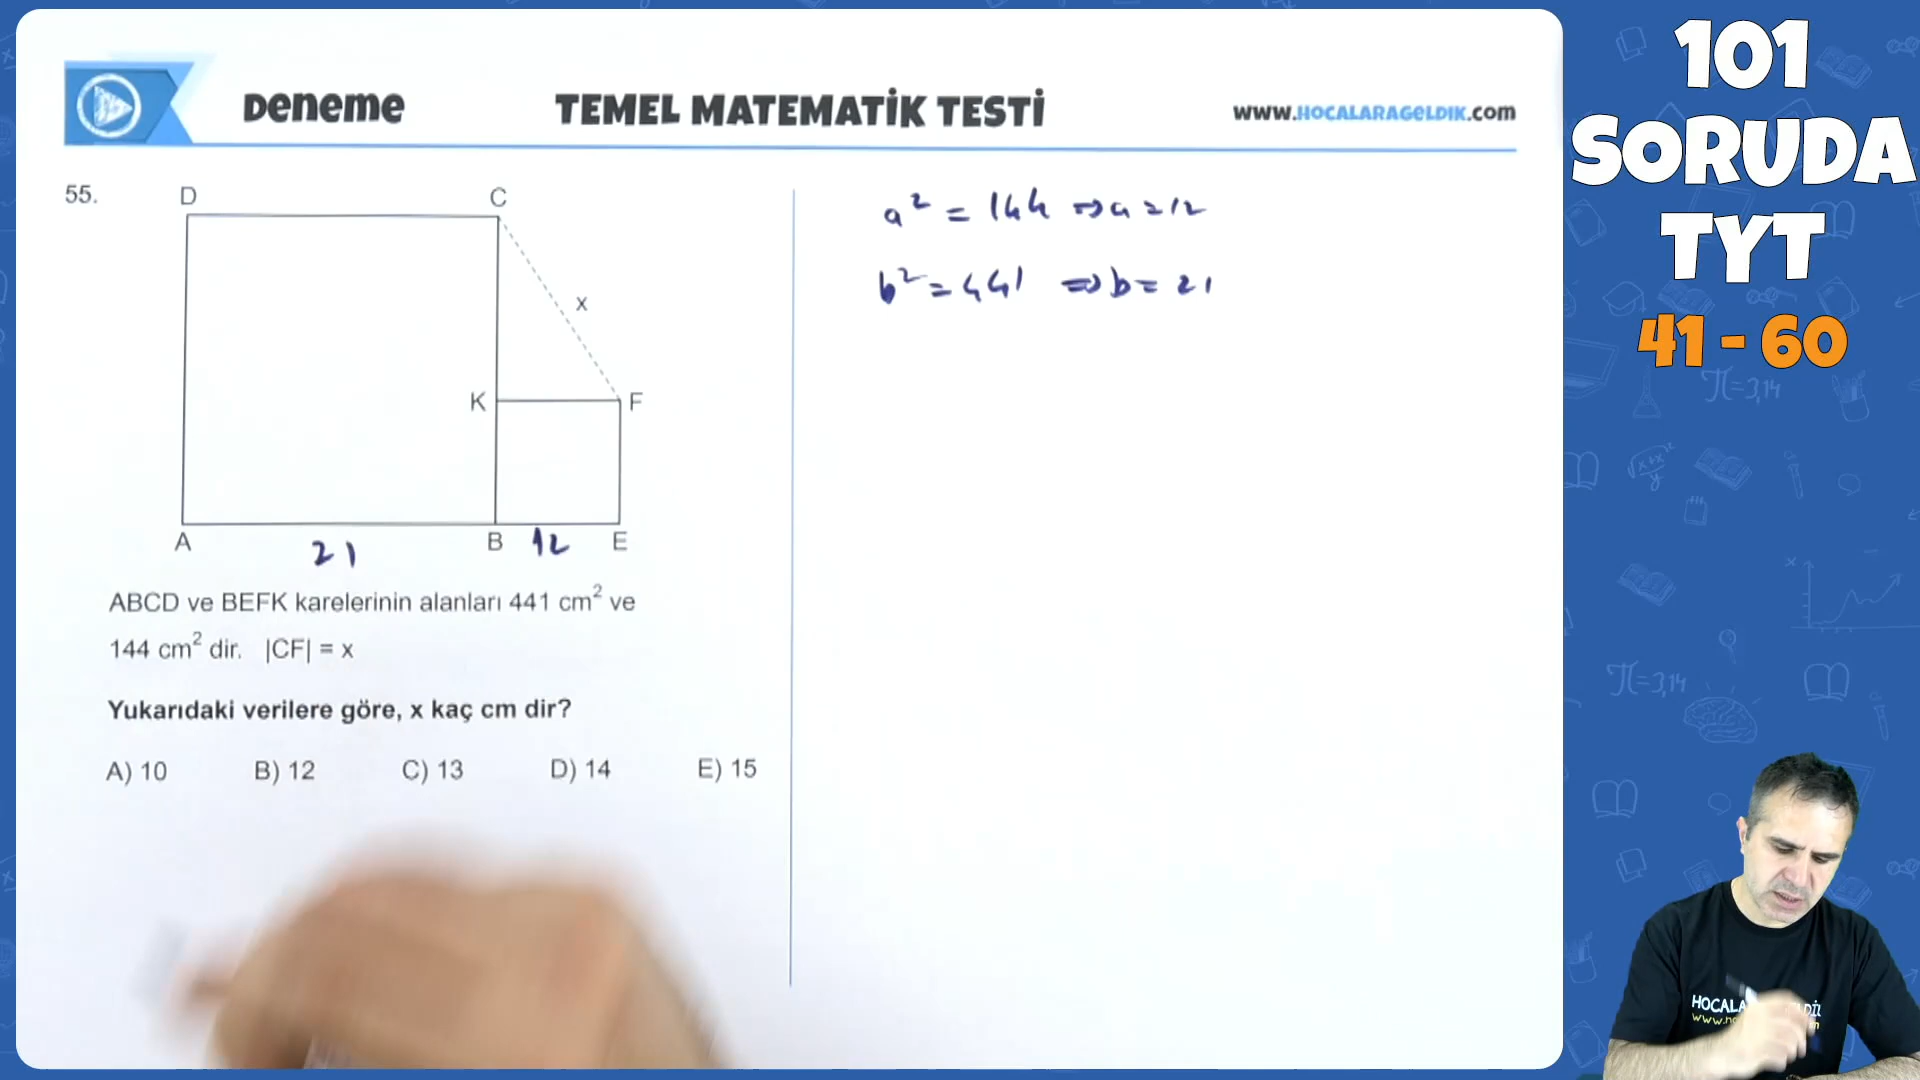 Deneme
TEMEL MATEMATİK TESTİ
www.HOCALARAGELDIK.com
101
SORUDA
TYT
41 - 60
55.
D
C
x
K
F
A
B
E
21
12
ABCD ve BEFK karelerinin alanları 441 cm² ve
144 cm² dir. |CF| = x
Yukarıdaki verilere göre, x kaç cm dir?
A) 10 B) 12 C) 13 D) 14 E) 15
a² = 144 ⇒ a = 12
b² = 441 ⇒ b = 21
π=3,14
π=3,14